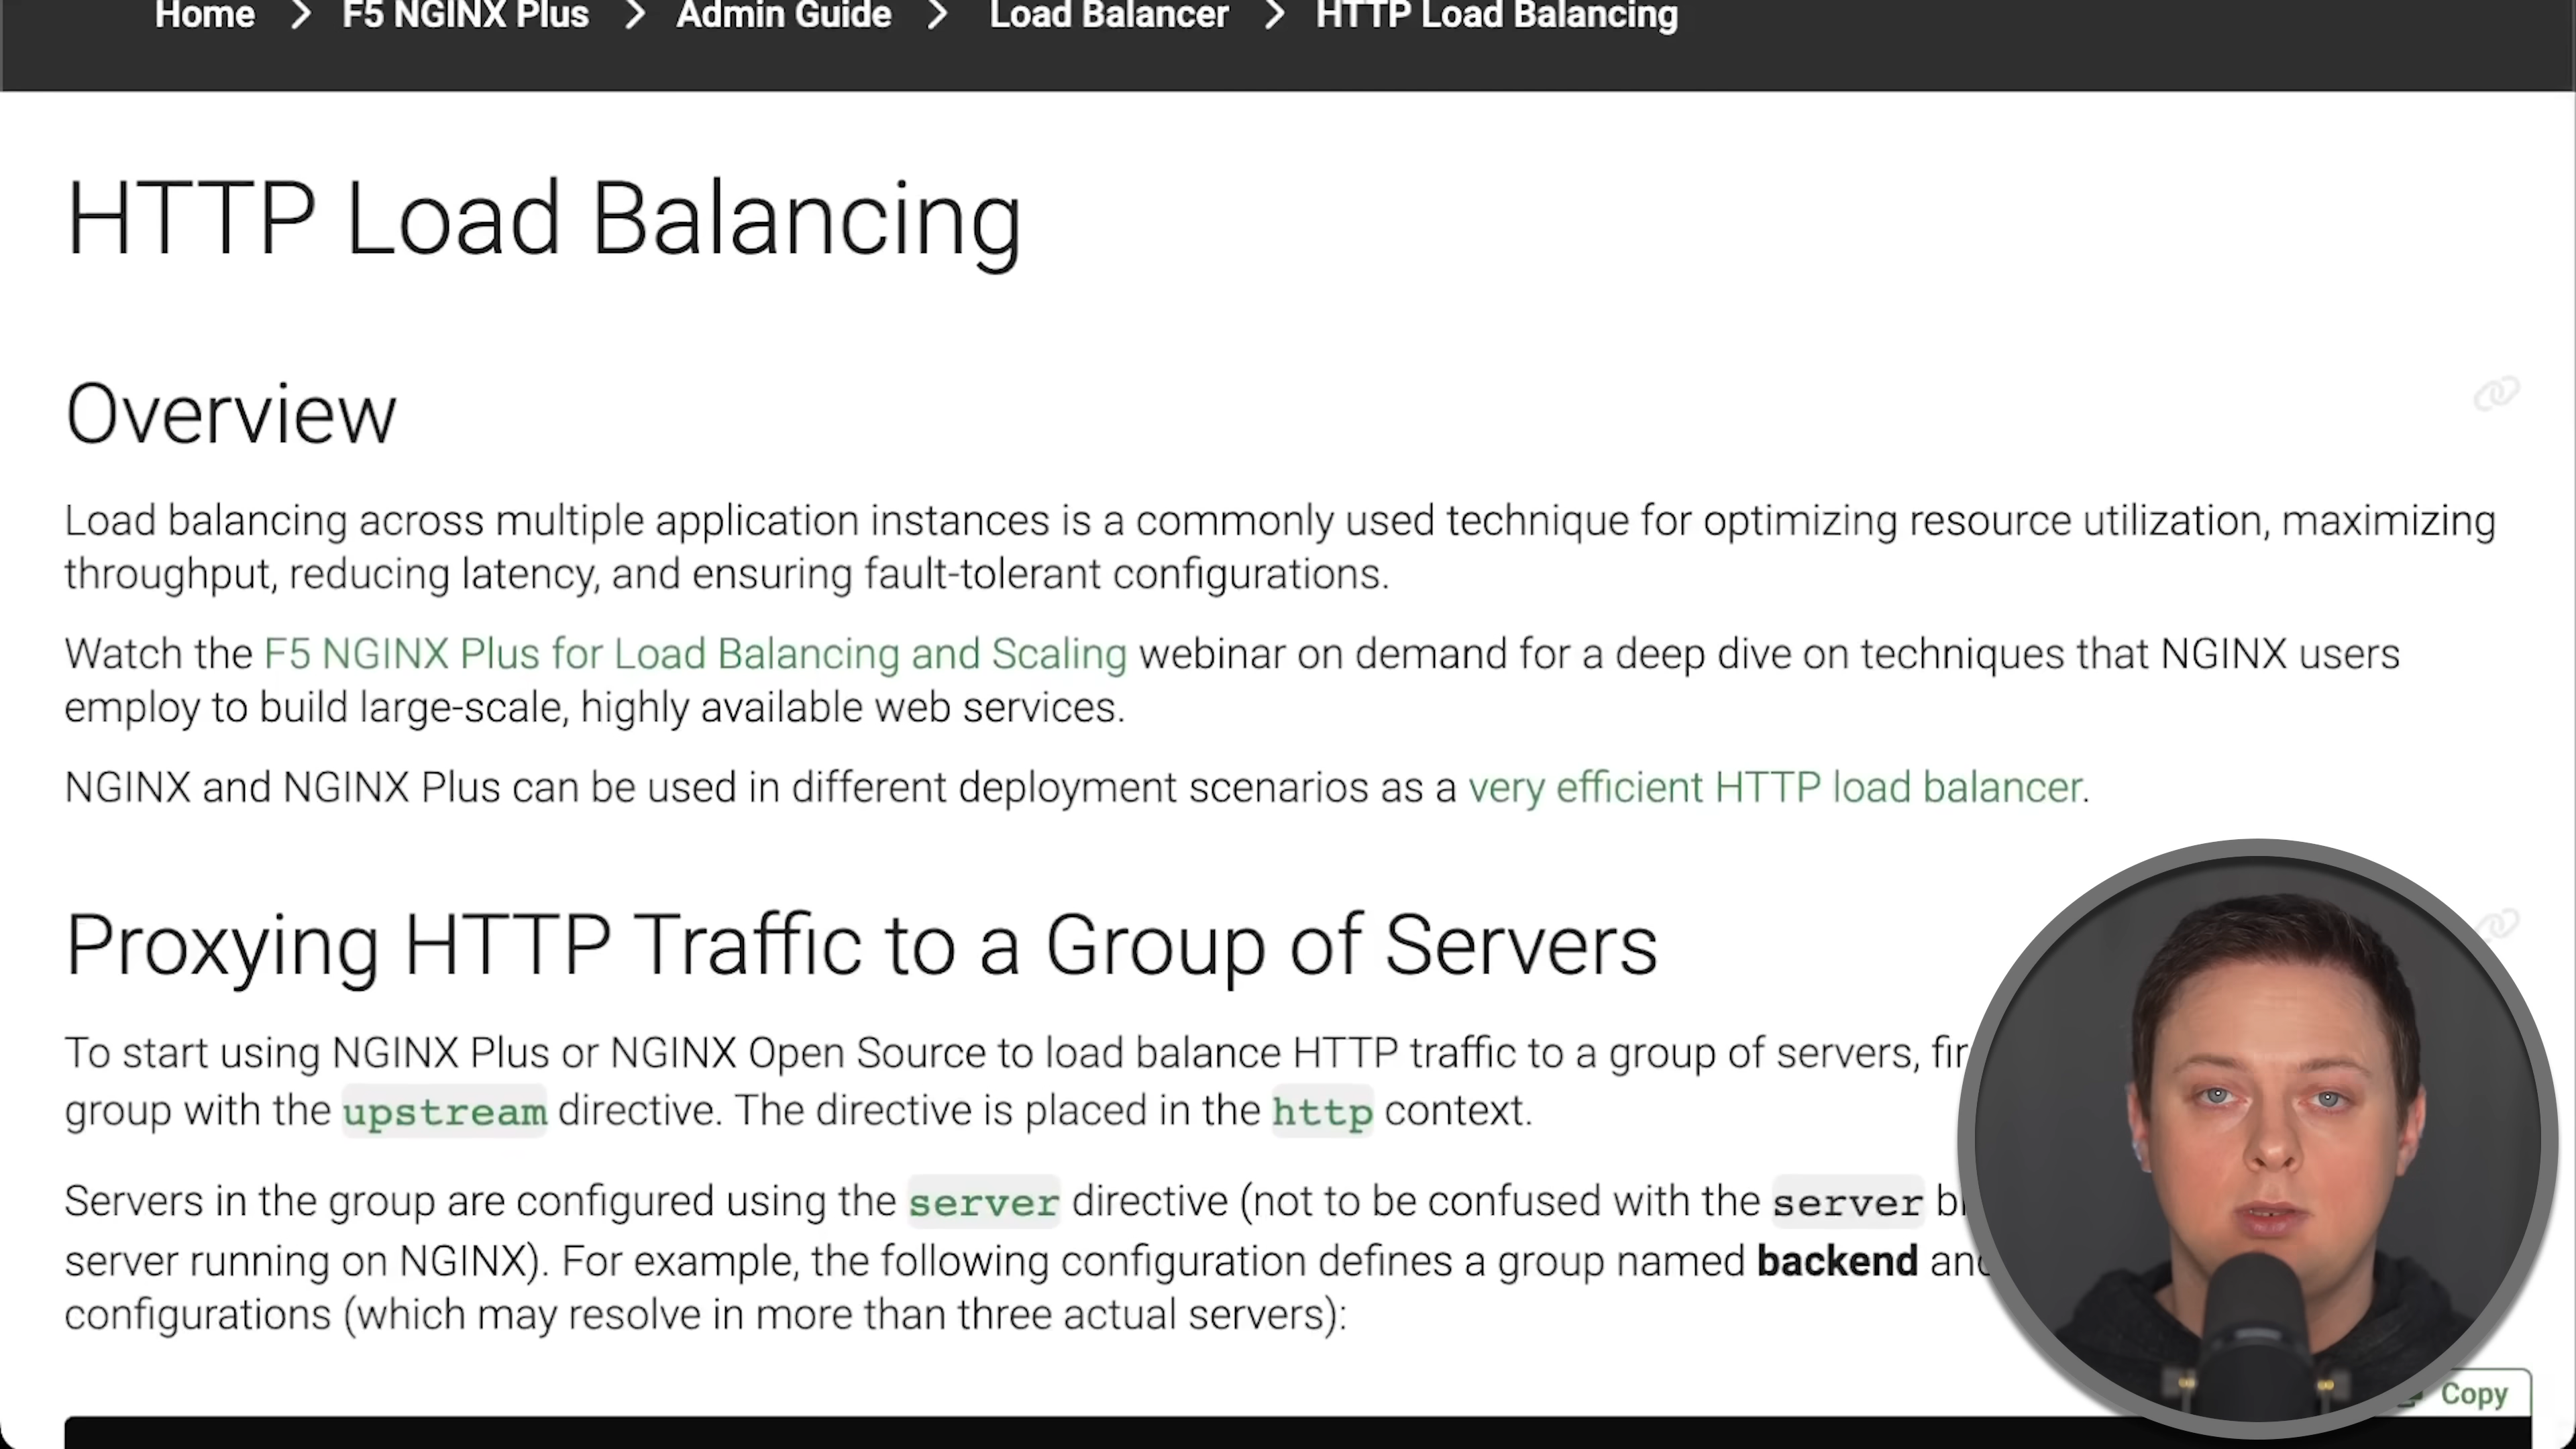 Home > F5 NGINX Plus > Admin Guide > Load Balancer > HTTP Load Balancing
HTTP Load Balancing
Overview
Load balancing across multiple application instances is a commonly used technique for optimizing resource utilization, maximizing
throughput, reducing latency, and ensuring fault-tolerant configurations.
Watch the F5 NGINX Plus for Load Balancing and Scaling webinar on demand for a deep dive on techniques that NGINX users
employ to build large-scale, highly available web services.
NGINX and NGINX Plus can be used in different deployment scenarios as a very efficient HTTP load balancer.
Proxying HTTP Traffic to a Group of Servers
To start using NGINX Plus or NGINX Open Source to load balance HTTP traffic to a group of servers,
group with the upstream directive. The directive is placed in the http context.
Servers in the group are configured using the server directive (not to be confused with the server
server running on NGINX). For example, the following configuration defines a group named backend
configurations (which may resolve in more than three actual servers):
Copy